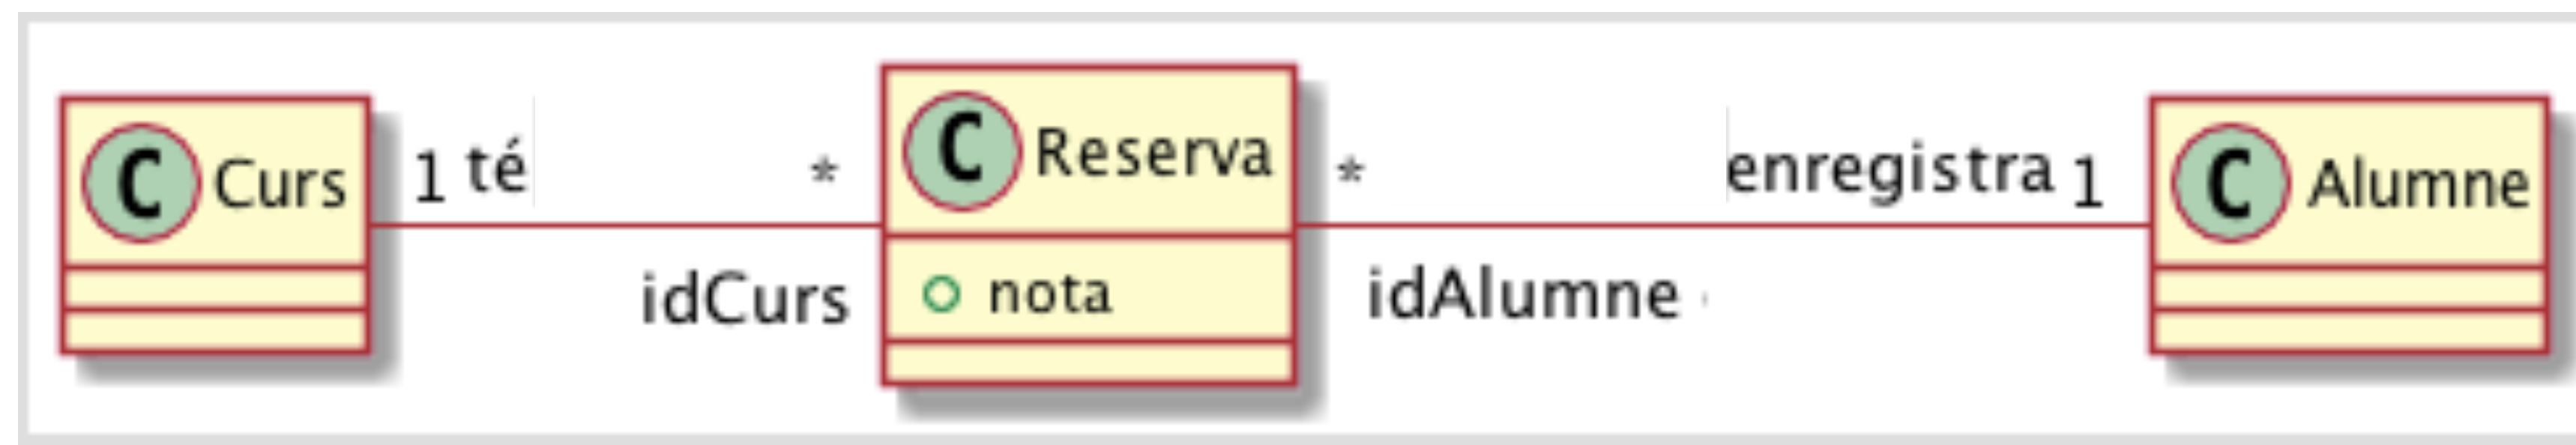 C Curs
1 té
*
idCurs
C Reserva
nota
*
idAlumne
enregistra 1
C Alumne